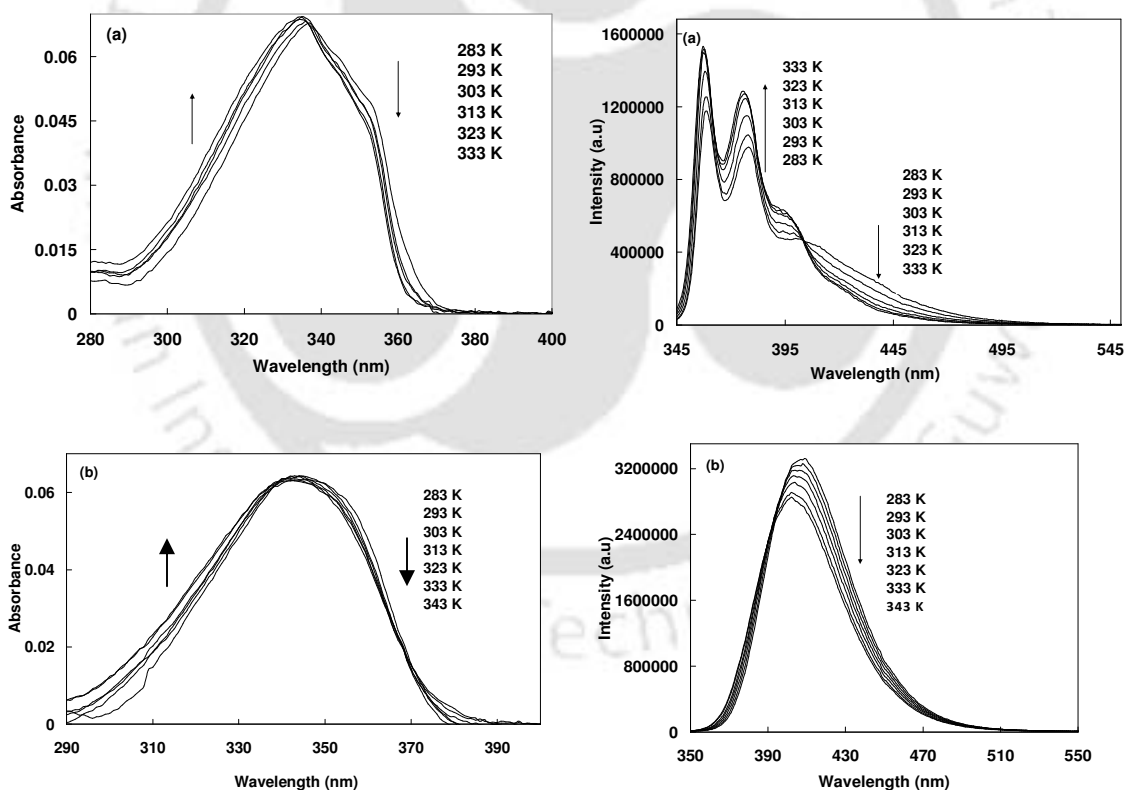 (a)
283 K
293 K
303 K
313 K
323 K
333 K
0.06
0.045
0.03
0.015
0
Absorbance
280 300 320 340 360 380 400
Wavelength (nm)
(a)
333 K
323 K
313 K
303 K
293 K
283 K
283 K
293 K
303 K
313 K
323 K
333 K
1600000
1200000
800000
400000
0
Intensity (a.u)
345 395 445 495 545
Wavelength (nm)
(b)
283 K
293 K
303 K
313 K
323 K
333 K
343 K
0.06
0.04
0.02
0
Absorbance
290 310 330 350 370 390
Wavelength (nm)
(b)
283 K
293 K
303 K
313 K
323 K
333 K
343 K
3200000
2400000
1600000
800000
0
Intensity (a.u)
350 390 430 470 510 550
Wavelength (nm)